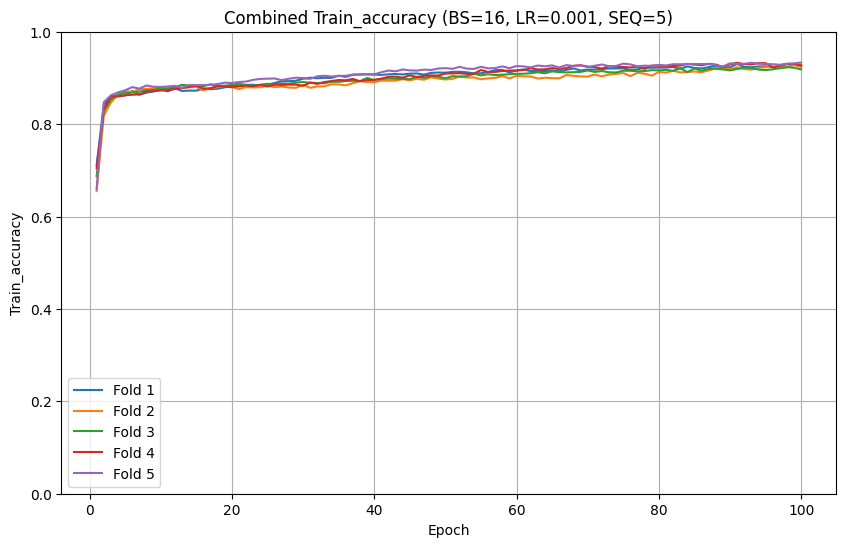 Combined Train_accuracy (BS=16, LR=0.001, SEQ=5)
Train_accuracy
1.0
0.8
0.6
0.4
0.2
0.0
Fold 1
Fold 2
Fold 3
Fold 4
Fold 5
0 20 40 60 80 100
Epoch